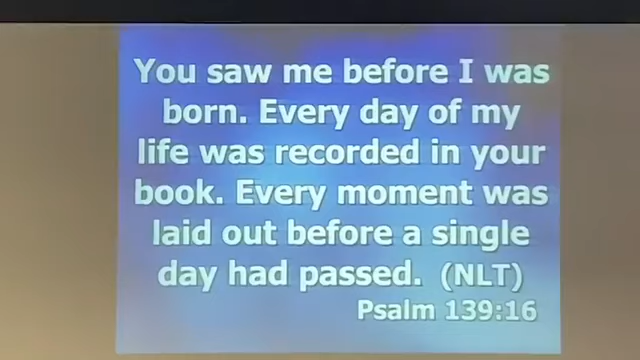 You saw me before I was
born. Every day of my
life was recorded in your
book. Every moment was
laid out before a single
day had passed.  (NLT)
Psalm 139:16